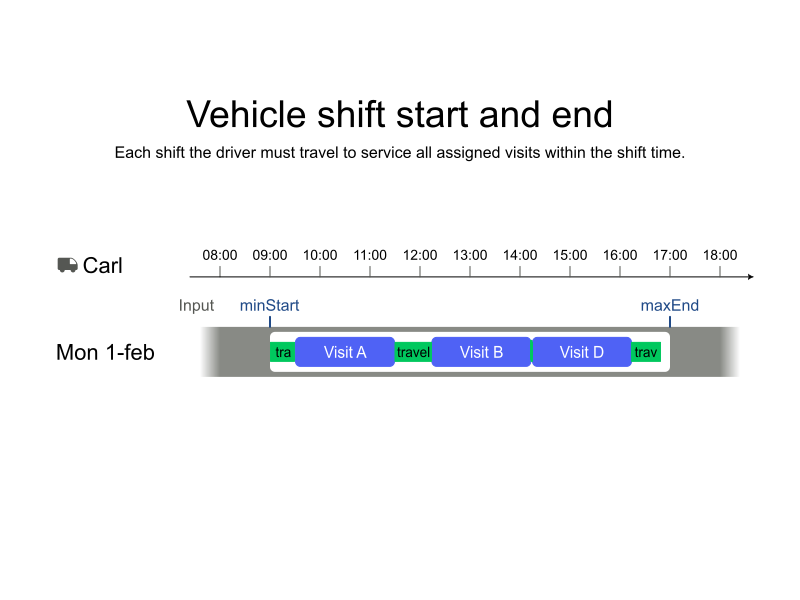 Vehicle shift start and end
Each shift the driver must travel to service all assigned visits within the shift time.
Carl
08:00 09:00 10:00 11:00 12:00 13:00 14:00 15:00 16:00 17:00 18:00
Input minStart maxEnd
Mon 1-feb tra Visit A travel Visit B Visit D trav